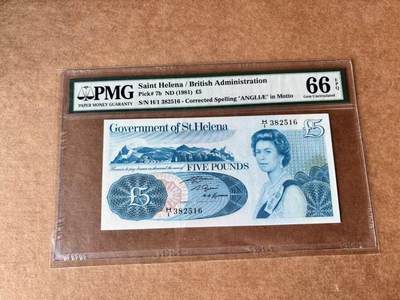 PMG
PAPER MONEY GUARANTY
Saint Helena / British Administration
Pick# 7b ND (1981) £5
S/N H/1 382516 - Corrected Spelling "ANGLIÆ" in Motto
66 EPQ
Gem Uncirculated
Government of St.Helena
£5
H/1 382516
FIVE POUNDS
£5
H/1 382516